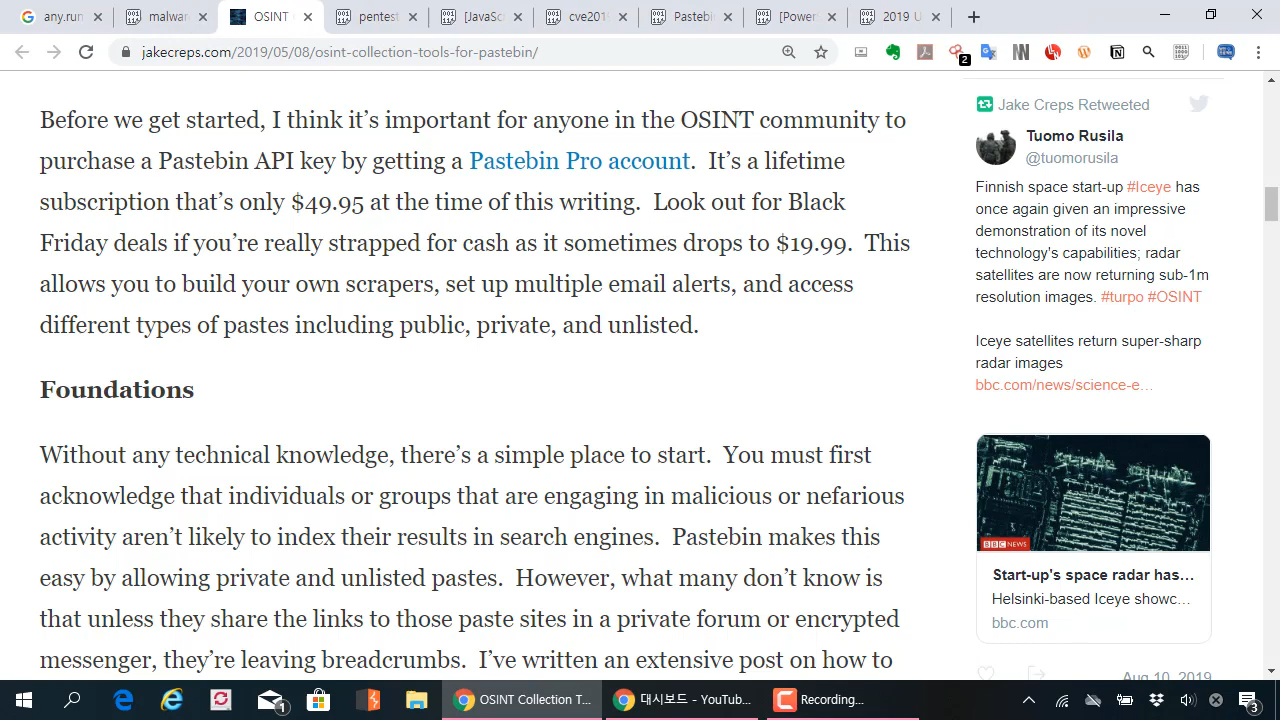 any.run
malwar
OSINT
pentes
[JavaSc
cve201
Pastebi
[Power
2019 U
jakecreps.com/2019/05/08/osint-collection-tools-for-pastebin/
2
Before we get started, I think it’s important for anyone in the OSINT community to
purchase a Pastebin API key by getting a Pastebin Pro account.  It’s a lifetime
subscription that’s only $49.95 at the time of this writing.  Look out for Black
Friday deals if you’re really strapped for cash as it sometimes drops to $19.99.  This
allows you to build your own scrapers, set up multiple email alerts, and access
different types of pastes including public, private, and unlisted.
Foundations
Without any technical knowledge, there’s a simple place to start.  You must first
acknowledge that individuals or groups that are engaging in malicious or nefarious
activity aren’t likely to index their results in search engines.  Pastebin makes this
easy by allowing private and unlisted pastes.  However, what many don’t know is
that unless they share the links to those paste sites in a private forum or encrypted
messenger, they’re leaving breadcrumbs.  I’ve written an extensive post on how to
Jake Creps Retweeted
Tuomo Rusila
@tuomorusila
Finnish space start-up #Iceye has
once again given an impressive
demonstration of its novel
technology's capabilities; radar
satellites are now returning sub-1m
resolution images. #turpo #OSINT
Iceye satellites return super-sharp
radar images
bbc.com/news/science-e…
BBC NEWS
Start-up's space radar has…
Helsinki-based Iceye showc…
bbc.com
Aug 10, 2019
1
OSINT Collection T...
대시보드 - YouTub...
Recording...
3